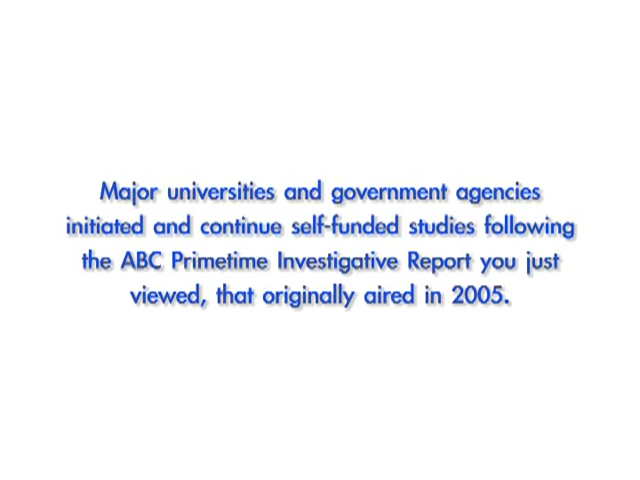 Major universities and government agencies
initiated and continue self-funded studies following
the ABC Primetime Investigative Report you just
viewed, that originally aired in 2005.